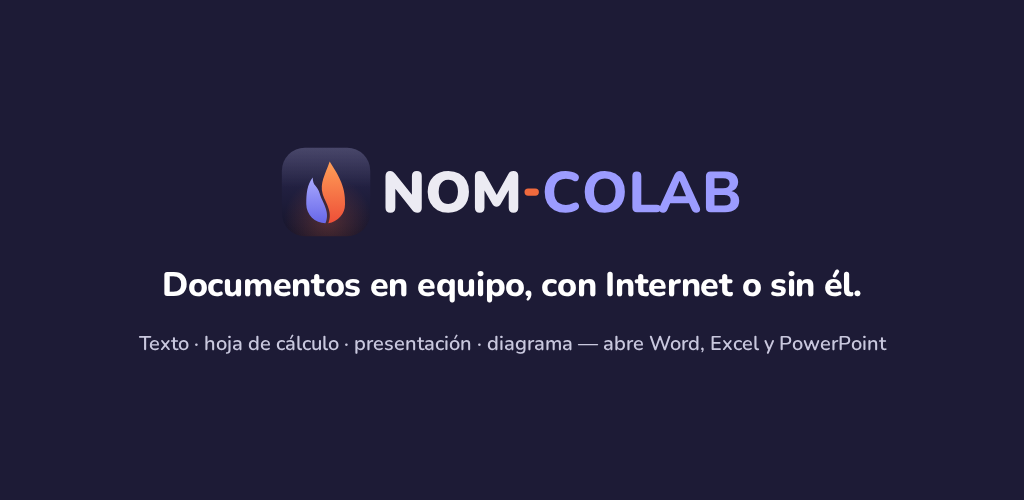 NOM-COLAB
Documentos en equipo, con Internet o sin él.
Texto · hoja de cálculo · presentación · diagrama — abre Word, Excel y PowerPoint